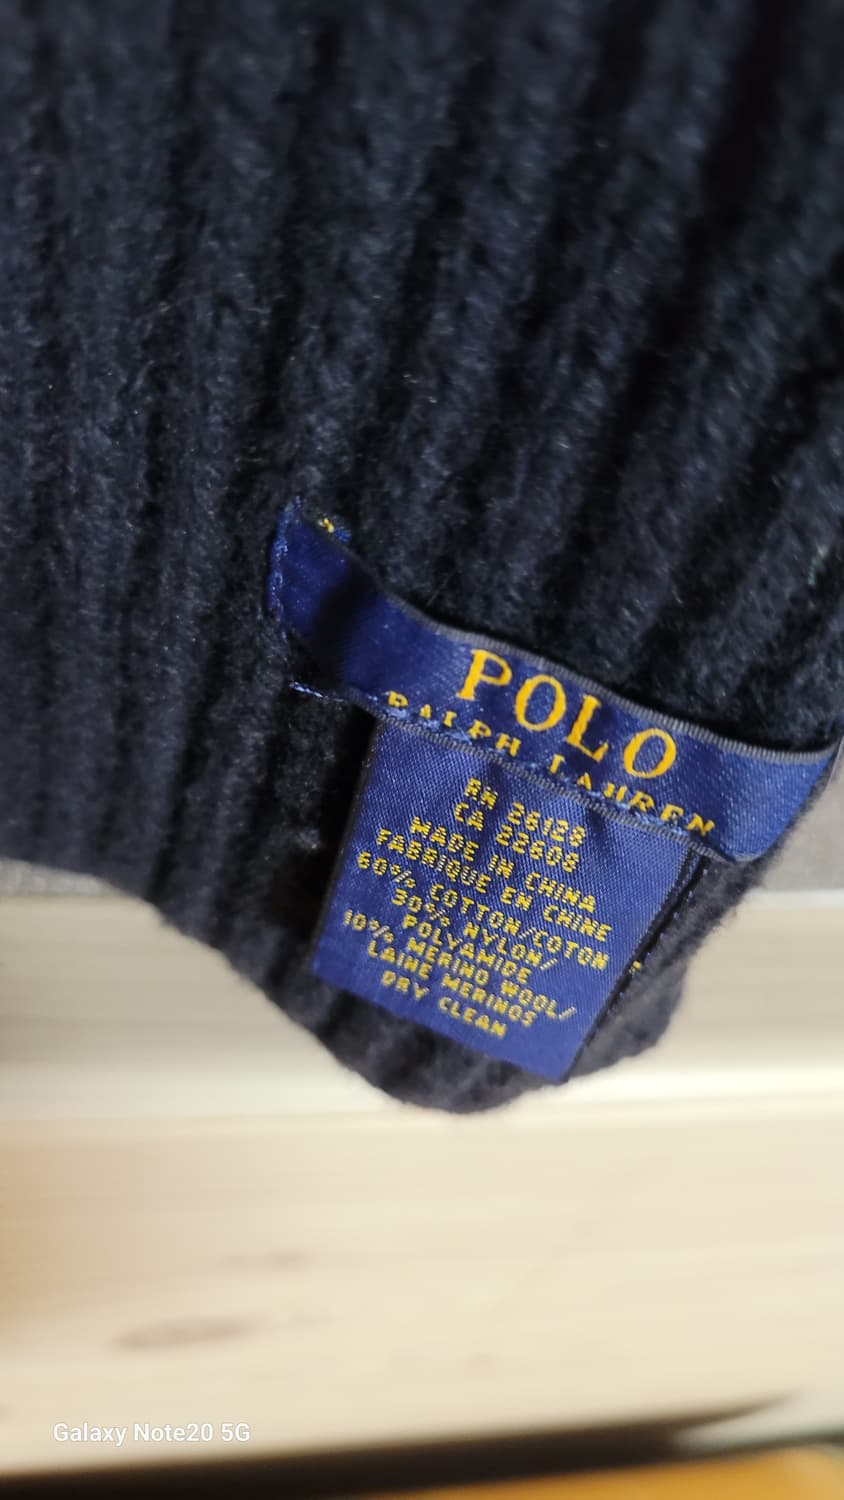 POLO
RALPH LAUREN
RN 26128
CA 22608
MADE IN CHINA
FABRIQUE EN CHINE
60% COTTON/COTON
30% NYLON/
POLYAMIDE
10% MERINO WOOL/
LAINE MERINOS
DRY CLEAN
Galaxy Note20 5G